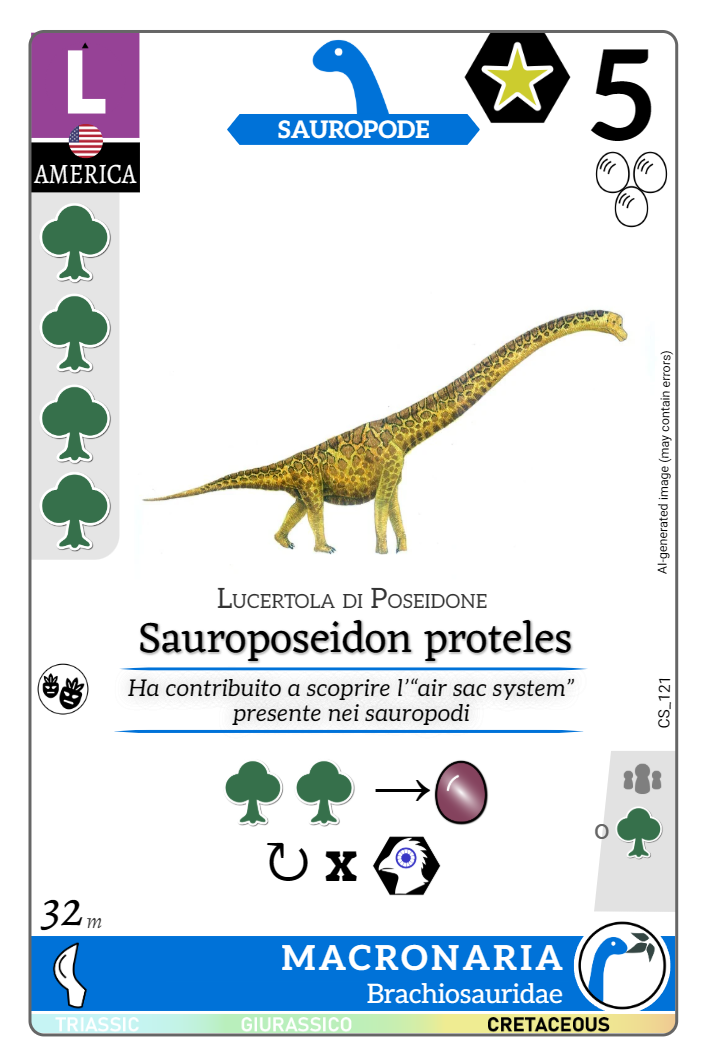 L
SAUROPODE
5
AMERICA
AI-generated image (may contain errors)
LUCERTOLA DI POSEIDONE
Sauroposeidon proteles
Ha contribuito a scoprire l'“air sac system”
presente nei sauropodi
CS_121
o
x
32 m
MACRONARIA
Brachiosauridae
TRIASSIC
GIURASSICO
CRETACEOUS